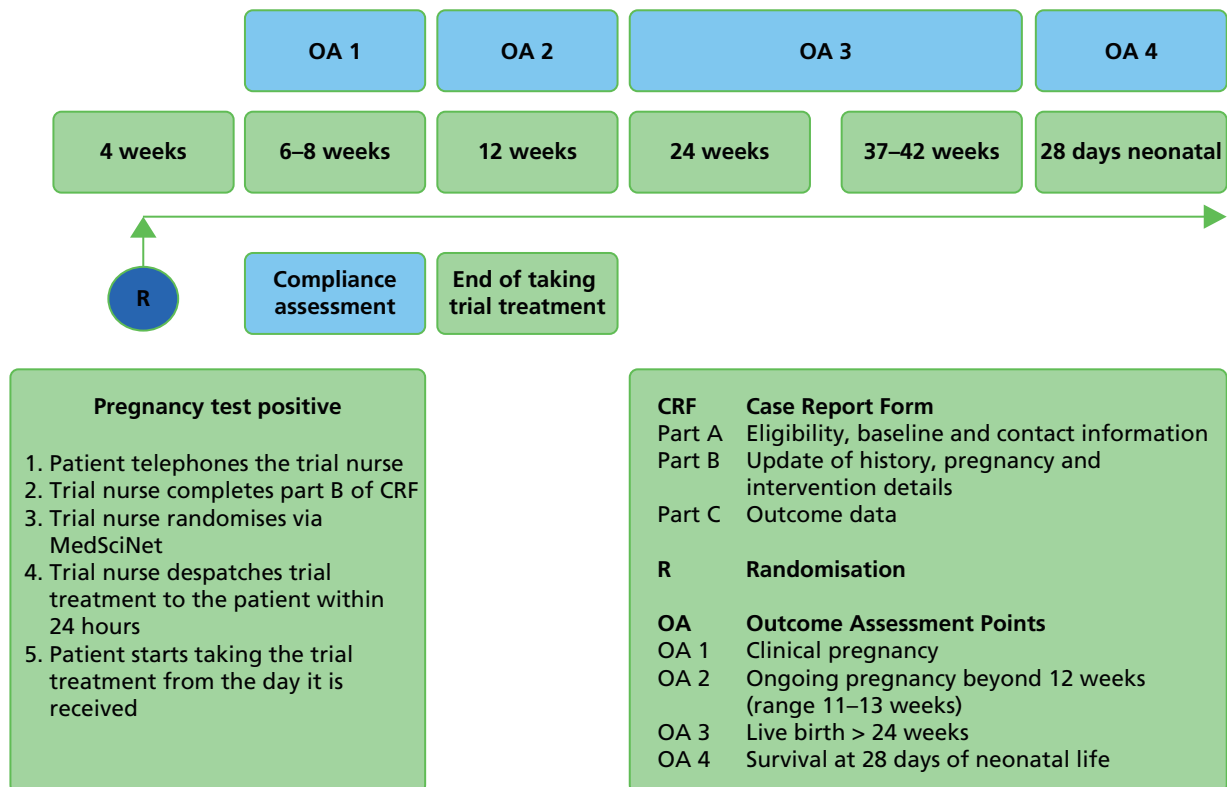 OA 1
OA 2
OA 3
OA 4
4 weeks
6–8 weeks
12 weeks
24 weeks
37–42 weeks
28 days neonatal
R
Compliance
assessment
End of taking
trial treatment
Pregnancy test positive
1. Patient telephones the trial nurse
2. Trial nurse completes part B of CRF
3. Trial nurse randomises via
MedSciNet
4. Trial nurse despatches trial
treatment to the patient within
24 hours
5. Patient starts taking the trial
treatment from the day it is
received
CRF Case Report Form
Part A Eligibility, baseline and contact information
Part B Update of history, pregnancy and
intervention details
Part C Outcome data
R Randomisation
OA Outcome Assessment Points
OA 1 Clinical pregnancy
OA 2 Ongoing pregnancy beyond 12 weeks
(range 11–13 weeks)
OA 3 Live birth > 24 weeks
OA 4 Survival at 28 days of neonatal life